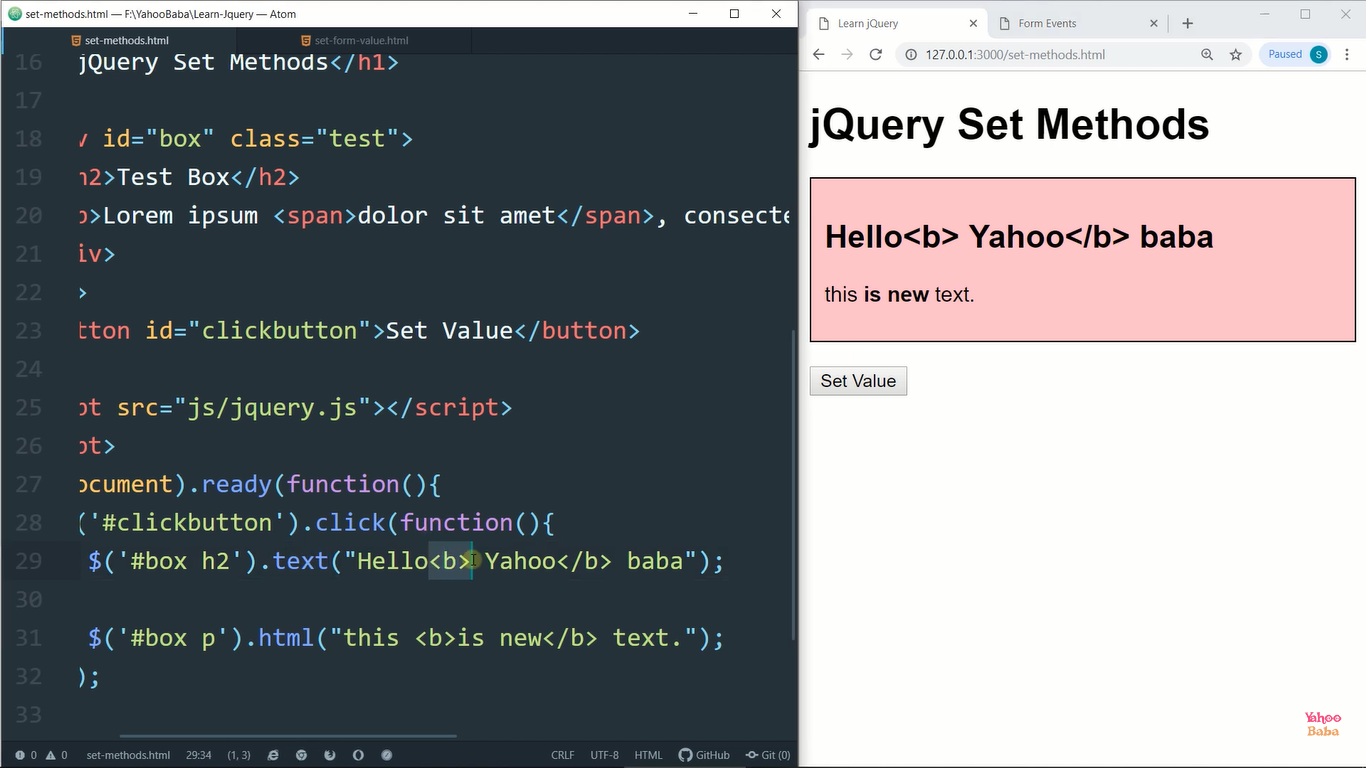 set-methods.html — F:\YahooBaba\Learn-Jquery — Atom
set-methods.html
set-form-value.html
16 jQuery Set Methods</h1>
17
18 id="box" class="test">
19 h2>Test Box</h2>
20 >Lorem ipsum <span>dolor sit amet</span>, consecte
21 iv>
22 >
23 tton id="clickbutton">Set Value</button>
24
25 pt src="js/jquery.js"></script>
26 pt>
27 ocument).ready(function(){
28 ('#clickbutton').click(function(){
29 $('#box h2').text("Hello<b> Yahoo</b> baba");
30
31 $('#box p').html("this <b>is new</b> text.");
32 );
33
0 0 set-methods.html 29:34 (1, 3) CRLF UTF-8 HTML GitHub Git (0)
Learn jQuery
Form Events
127.0.0.1:3000/set-methods.html
Paused S
jQuery Set Methods
Hello<b> Yahoo</b> baba
this is new text.
Set Value
Yahoo
Baba